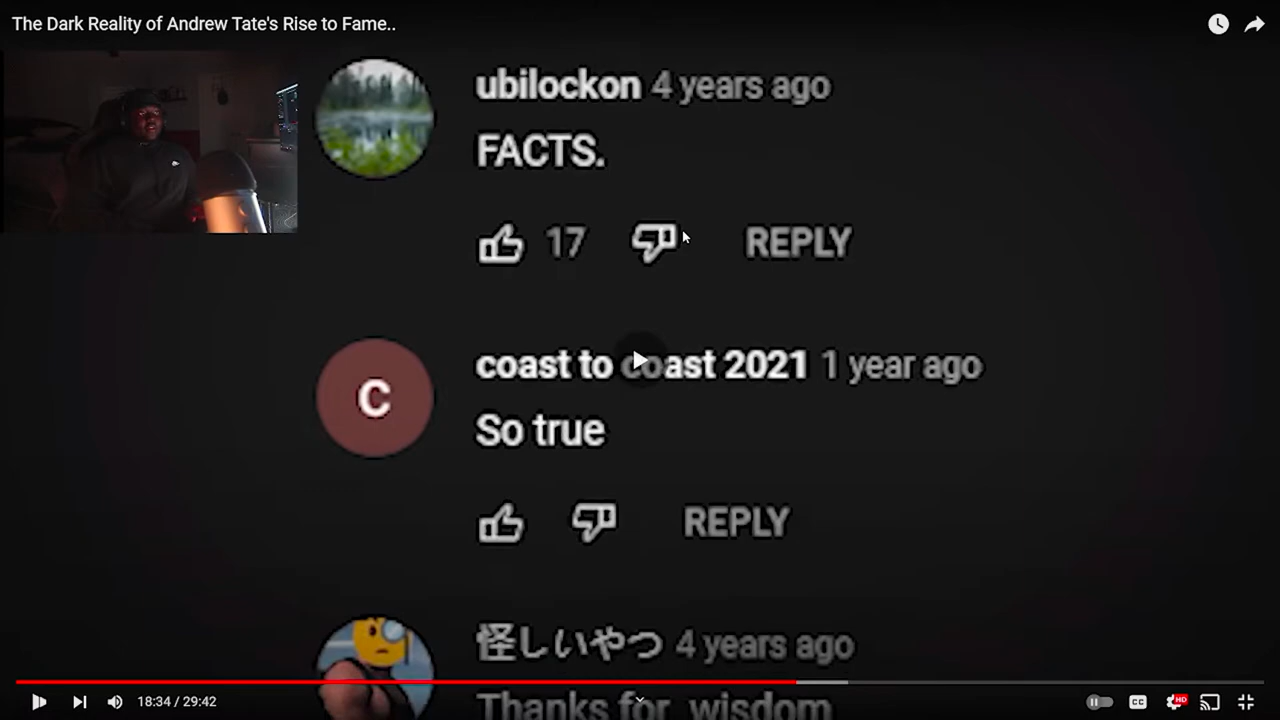 The Dark Reality of Andrew Tate's Rise to Fame..
ubilockon 4 years ago
FACTS.
17 REPLY
C
coast to coast 2021 1 year ago
So true
REPLY
怪しいやつ 4 years ago
Thanks for wisdom
18:34 / 29:42
CC
HD